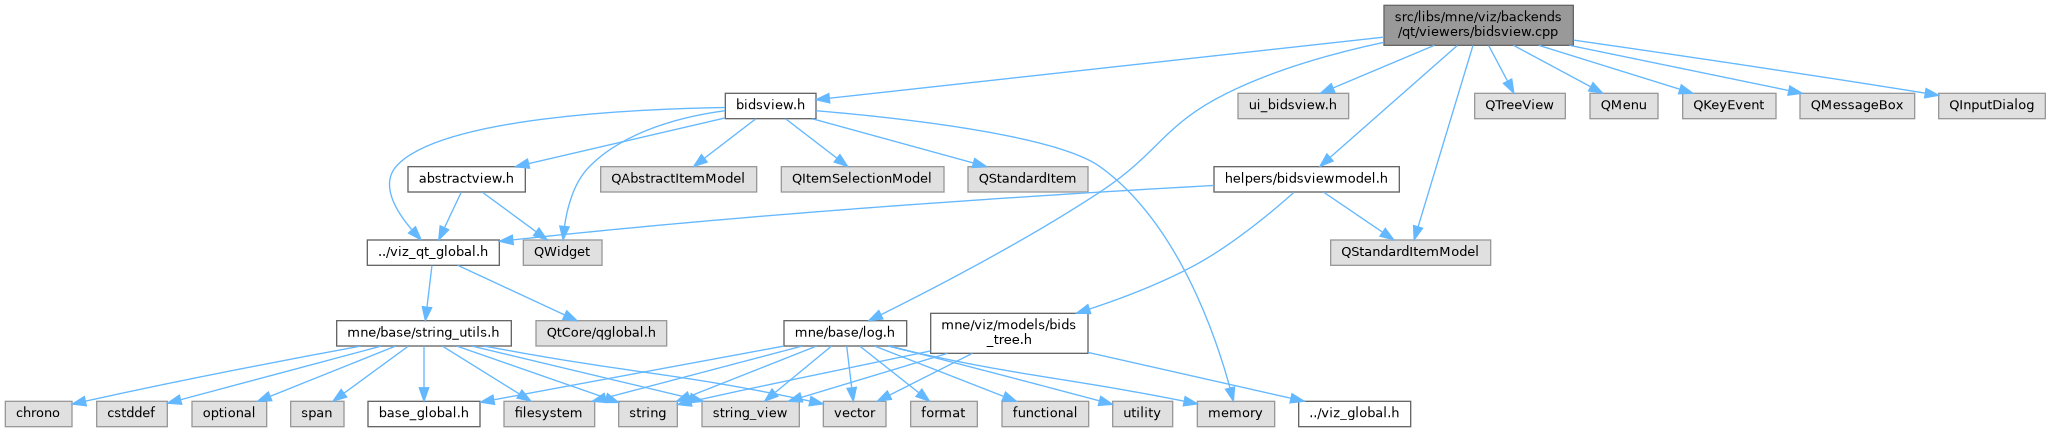 src/libs/mne/viz/backends
/qt/viewers/bidsview.cpp
bidsview.h
ui_bidsview.h
QTreeView
QMenu
QKeyEvent
QMessageBox
QInputDialog
abstractview.h
QAbstractItemModel
QItemSelectionModel
QStandardItem
helpers/bidsviewmodel.h
../viz_qt_global.h
QWidget
QStandardItemModel
mne/base/string_utils.h
QtCore/qglobal.h
mne/base/log.h
mne/viz/models/bids
_tree.h
chrono
cstddef
optional
span
base_global.h
filesystem
string
string_view
vector
format
functional
utility
memory
../viz_global.h